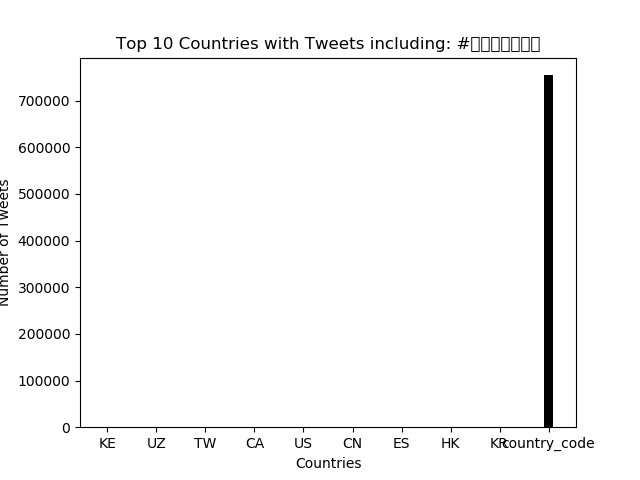 Top 10 Countries with Tweets including: #
700000
600000
500000
400000
300000
200000
100000
0
Number of Tweets
KE UZ TW CA US CN ES HK KR country_code
Countries